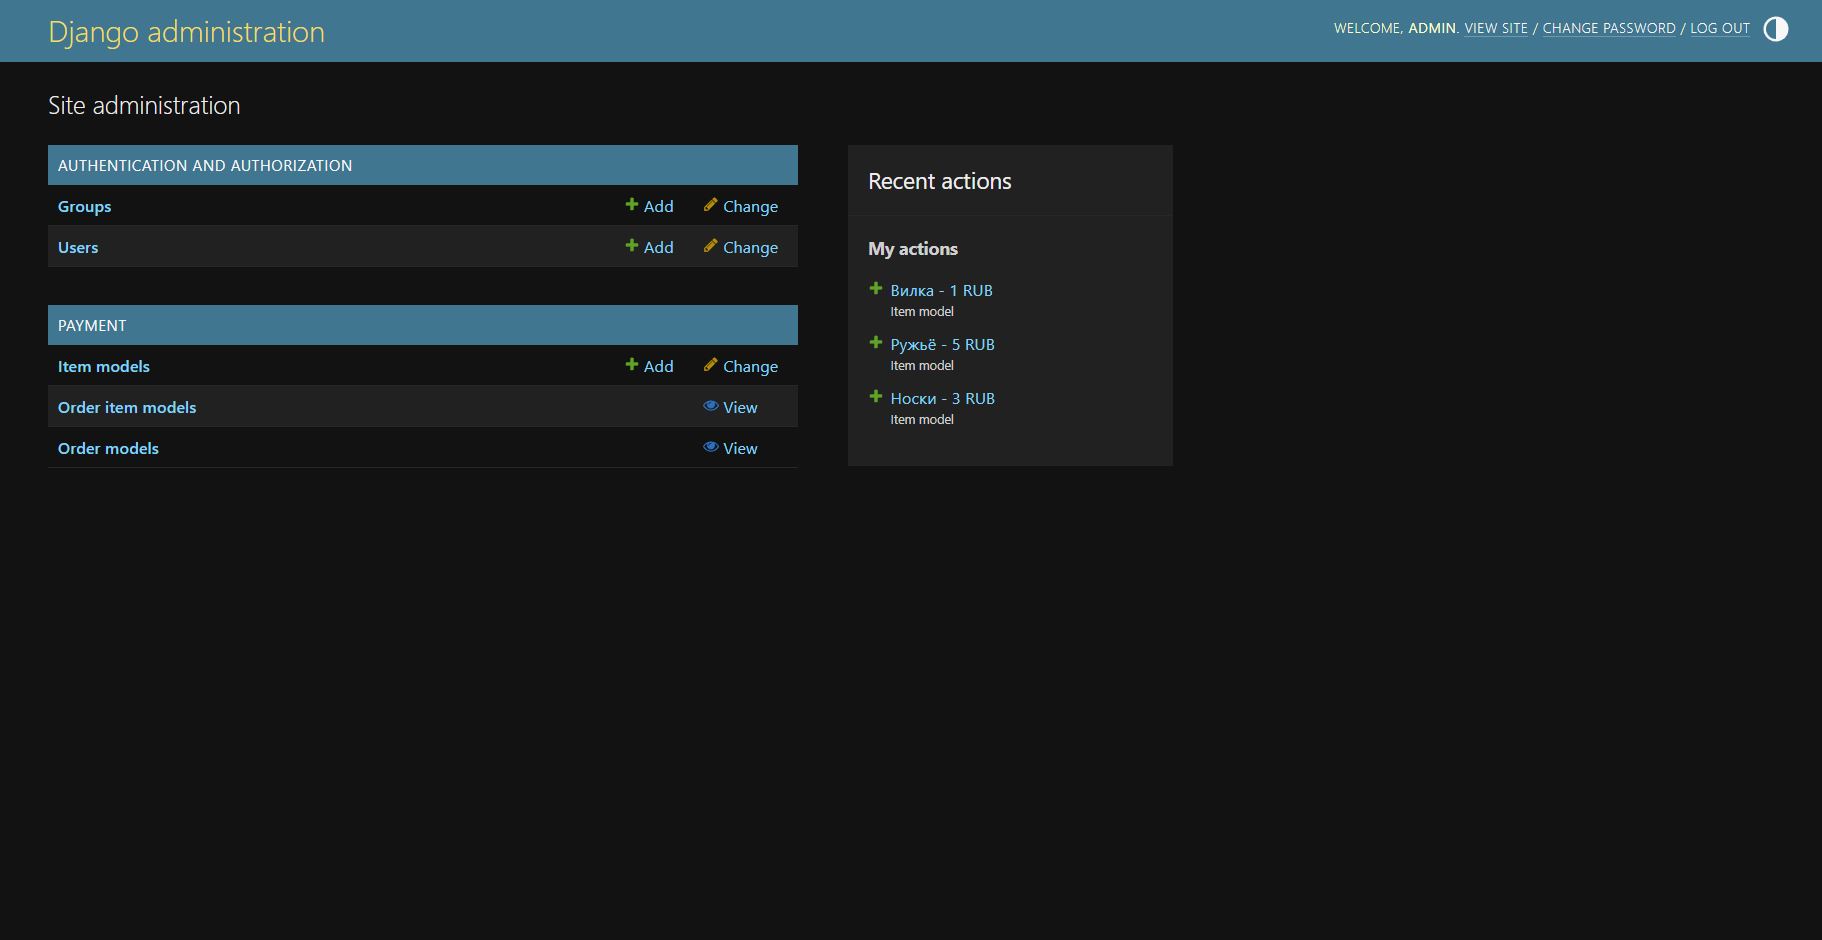 Django administration
WELCOME, ADMIN. VIEW SITE / CHANGE PASSWORD / LOG OUT
Site administration
AUTHENTICATION AND AUTHORIZATION
Groups Add Change
Users Add Change
PAYMENT
Item models Add Change
Order item models View
Order models View
Recent actions
My actions
Вилка - 1 RUB
Item model
Ружьё - 5 RUB
Item model
Носки - 3 RUB
Item model